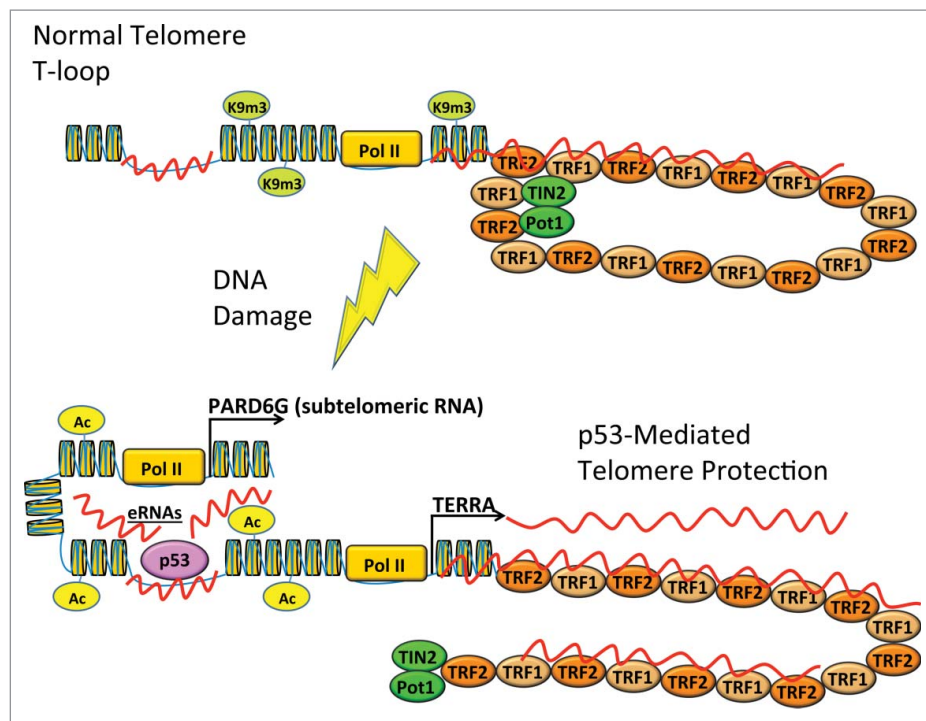 Normal Telomere
T-loop
K9m3
K9m3
Pol II
K9m3
TRF2
TRF1
TRF2
TRF1
TRF2
TRF1
TRF2
TRF1
TIN2
TRF1
TRF2
Pot1
TRF2
TRF1
TRF2
TRF1
TRF2
TRF1
TRF2
TRF1
DNA
Damage
PARD6G (subtelomeric RNA)
Ac
Pol II
p53-Mediated
Telomere Protection
eRNAs
Ac
TERRA
p53
Pol II
Ac
Ac
TRF2
TRF1
TRF2
TRF1
TRF2
TRF1
TRF2
TRF1
TRF2
TIN2
Pot1
TRF2
TRF1
TRF2
TRF1
TRF2
TRF1
TRF2
TRF1